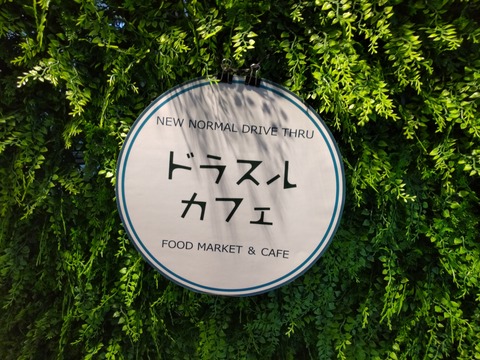 NEW NORMAL DRIVE THRU
ドラスル
カフェ
FOOD MARKET & CAFE